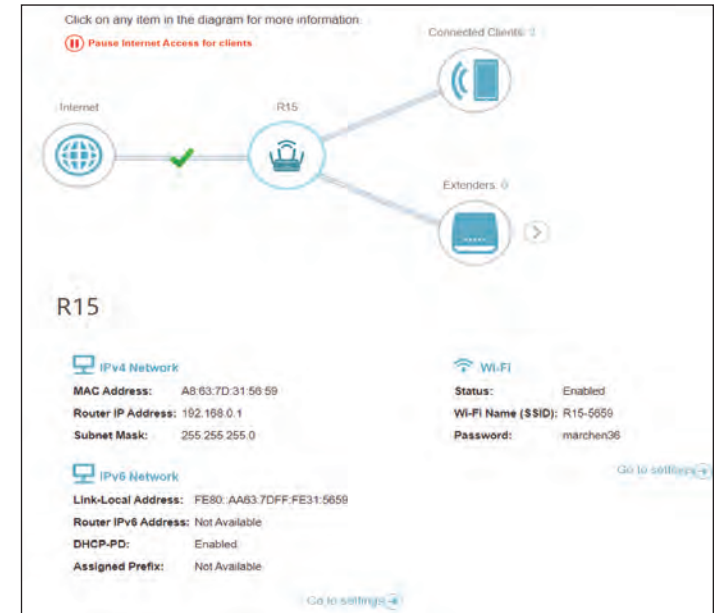 Click on any item in the diagram for more information.
Pause Internet Access for clients
Connected Clients: 2
Internet
R15
Extenders: 0
R15
IPv4 Network
MAC Address: A8:63:7D:31:56:59
Router IP Address: 192.168.0.1
Subnet Mask: 255.255.255.0
IPv6 Network
Link-Local Address: FE80::AA63:7DFF:FE31:5659
Router IPv6 Address: Not Available
DHCP-PD: Enabled
Assigned Prefix: Not Available
Go to settings
Wi-Fi
Status: Enabled
Wi-Fi Name (SSID): R15-5659
Password: marchen36
Go to settings